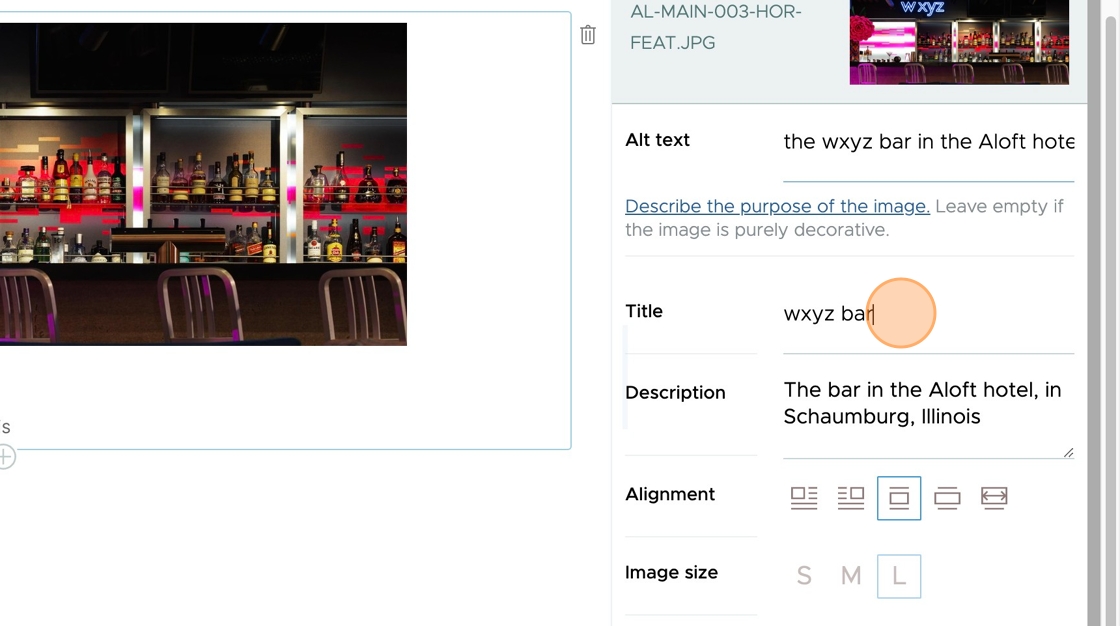 AL-MAIN-003-HOR-
FEAT.JPG
wxyz
Alt text
the wxyz bar in the Aloft hote
Describe the purpose of the image. Leave empty if
the image is purely decorative.
Title
wxyz bar
Description
The bar in the Aloft hotel, in
Schaumburg, Illinois
s
Alignment
Image size
S M L